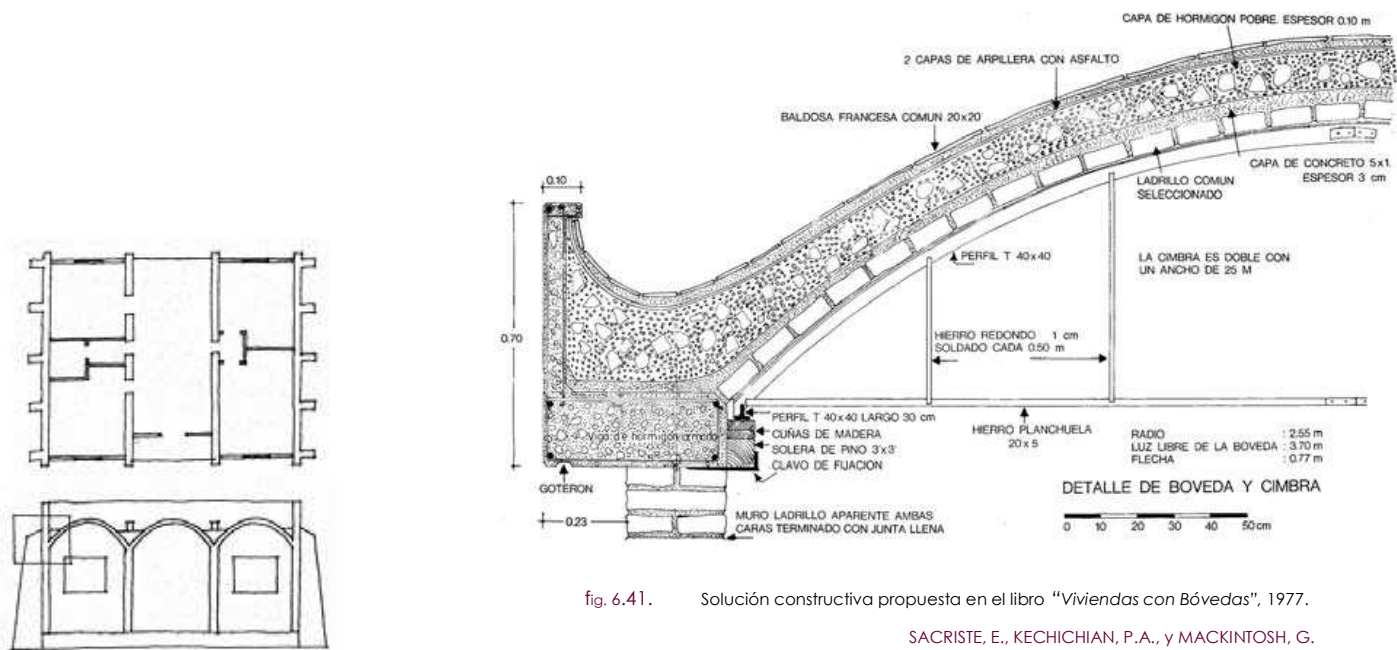 CAPA DE HORMIGON POBRE. ESPESOR 0.10 m
2 CAPAS DE ARPILLERA CON ASFALTO
BALDOSA FRANCESA COMUN 20x20
0.10
CAPA DE CONCRETO 5x1.
ESPESOR 3 cm
LADRILLO COMUN
SELECCIONADO
PERFIL T 40x40
LA CIMBRA ES DOBLE CON
UN ANCHO DE 25 M
0.70
HIERRO REDONDO 1 cm
SOLDADO CADA 0.50 m
PERFIL T 40x40 LARGO 30 cm
Viga de hormigon armado
CUÑAS DE MADERA
SOLERA DE PINO 3'x3'
CLAVO DE FIJACION
HIERRO PLANCHUELA
20 x 5
RADIO : 2.55 m
LUZ LIBRE DE LA BOVEDA : 3.70 m
FLECHA : 0.77 m
GOTERON
DETALLE DE BOVEDA Y CIMBRA
0.23
MURO LADRILLO APARENTE AMBAS
CARAS TERMINADO CON JUNTA LLENA
0 10 20 30 40 50cm
fig. 6.41. Solución constructiva propuesta en el libro "Viviendas con Bóvedas", 1977.
SACRISTE, E., KECHICHIAN, P.A., y MACKINTOSH, G.